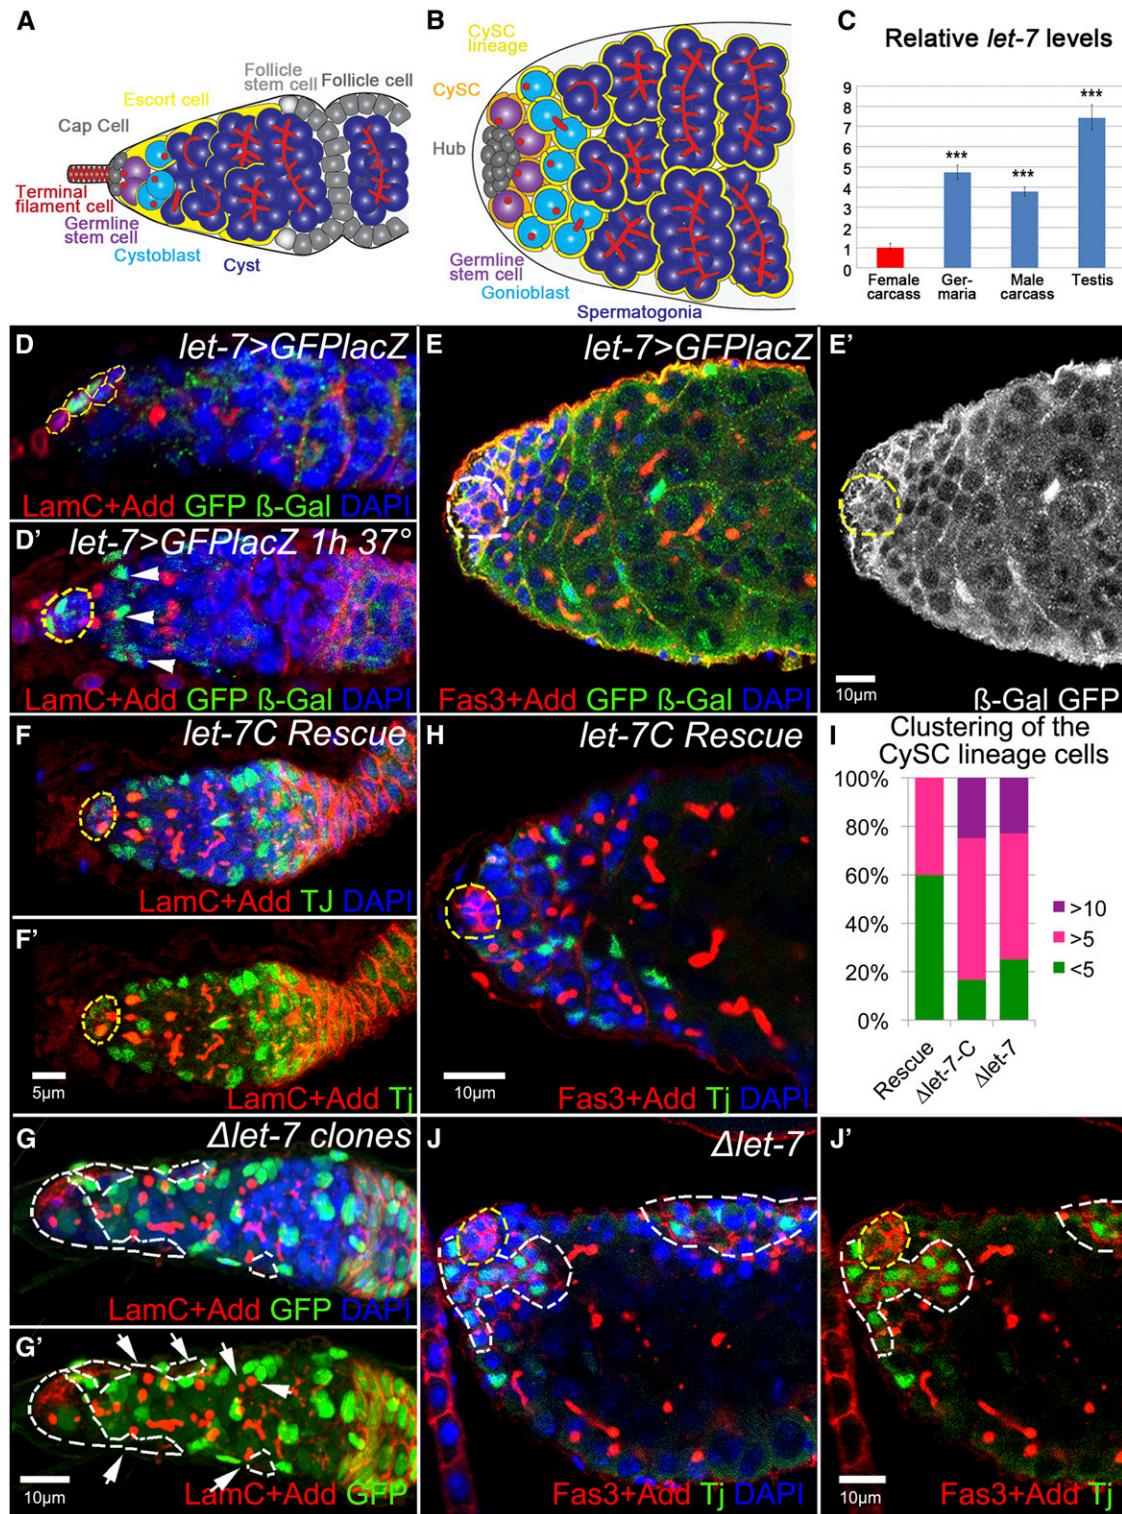 A
Follicle
stem cell
Follicle cell
Escort cell
Cap Cell
Terminal
filament cell
Germline
stem cell
Cystoblast
Cyst
B
CySC
lineage
CySC
Hub
Germline
stem cell
Gonioblast
Spermatogonia
C
Relative let-7 levels
9
8
7
6
5
4
3
2
1
0
***
***
***
Female
carcass
Ger-
maria
Male
carcass
Testis
D
let-7>GFPlacZ
LamC+Add GFP ß-Gal DAPI
D'
let-7>GFPlacZ 1h 37°
LamC+Add GFP ß-Gal DAPI
E
let-7>GFPlacZ
Fas3+Add GFP ß-Gal DAPI
E'
10µm
ß-Gal GFP
F
let-7C Rescue
LamC+Add TJ DAPI
F'
5µm
LamC+Add Tj
H
let-7C Rescue
10µm
Fas3+Add Tj DAPI
I
Clustering of the
CySC lineage cells
100%
80%
60%
40%
20%
0%
>10
>5
<5
Rescue
Δlet-7-C
Δlet-7
G
Δlet-7 clones
LamC+Add GFP DAPI
G'
10µm
LamC+Add GFP
J
Δlet-7
Fas3+Add Tj DAPI
J'
10µm
Fas3+Add Tj